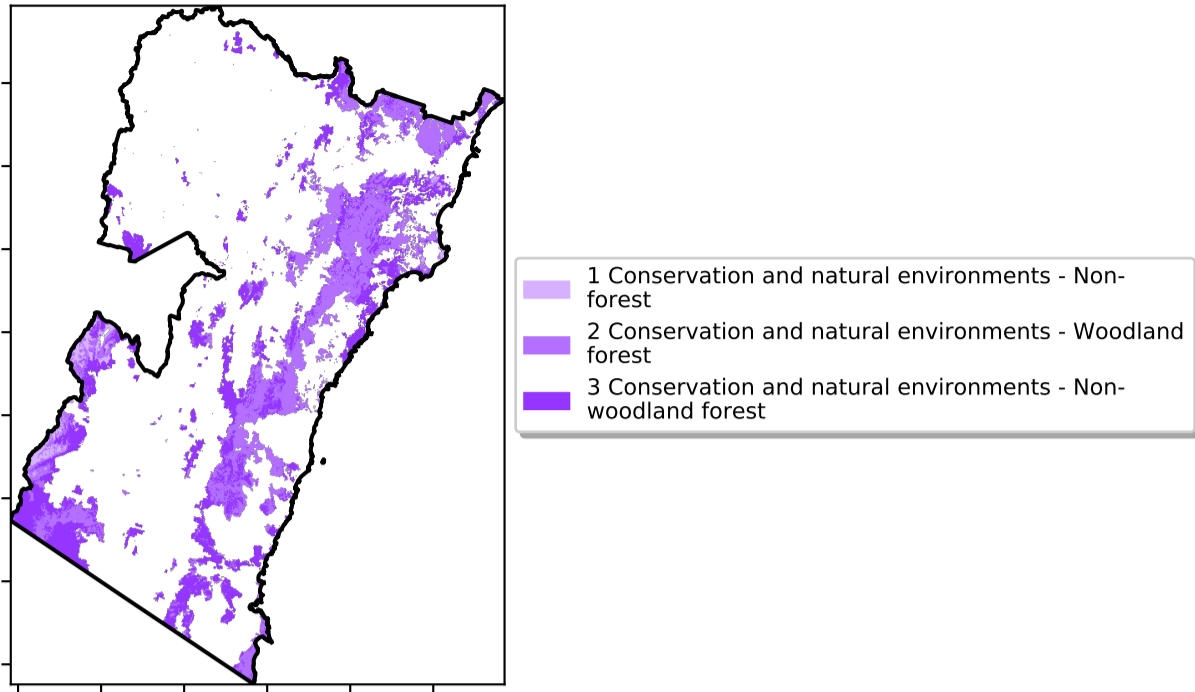 1 Conservation and natural environments - Non-
forest
2 Conservation and natural environments - Woodland
forest
3 Conservation and natural environments - Non-
woodland forest